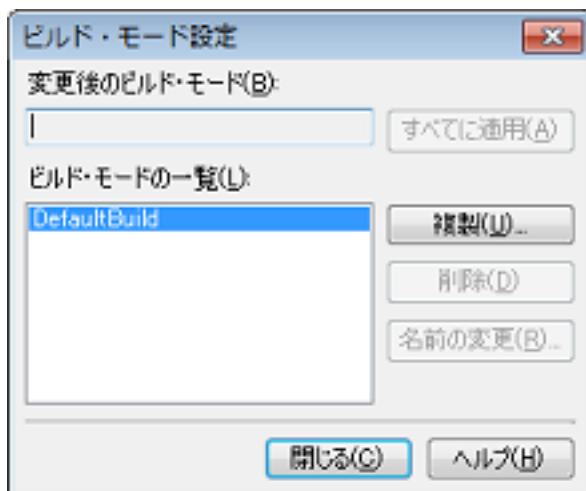 ビルド・モード設定
変更後のビルド・モード(B):
すべてに適用(A)
ビルド・モードの一覧(L):
DefaultBuild
複製(U)...
削除(D)
名前の変更(R)...
閉じる(C)
ヘルプ(H)